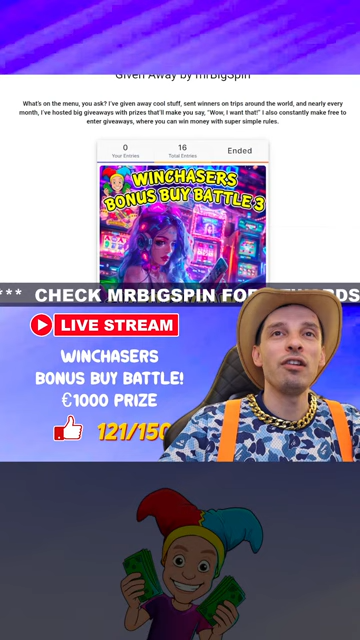 Given Away by mrBigSpin
What's on the menu, you ask? I've given away cool stuff, sent winners on trips around the world, and nearly every
month, I've hosted big giveaways with prizes that'll make you say, "Wow, I want that!" I also constantly make free to
enter giveaways, where you can win money with super simple rules.
0
Your Entries
16
Total Entries
Ended
WINCHASERS
BONUS BUY BATTLE 3
*** CHECK MRBIGSPIN FOR
LIVE STREAM
WINCHASERS
BONUS BUY BATTLE!
€1000 PRIZE
121/150